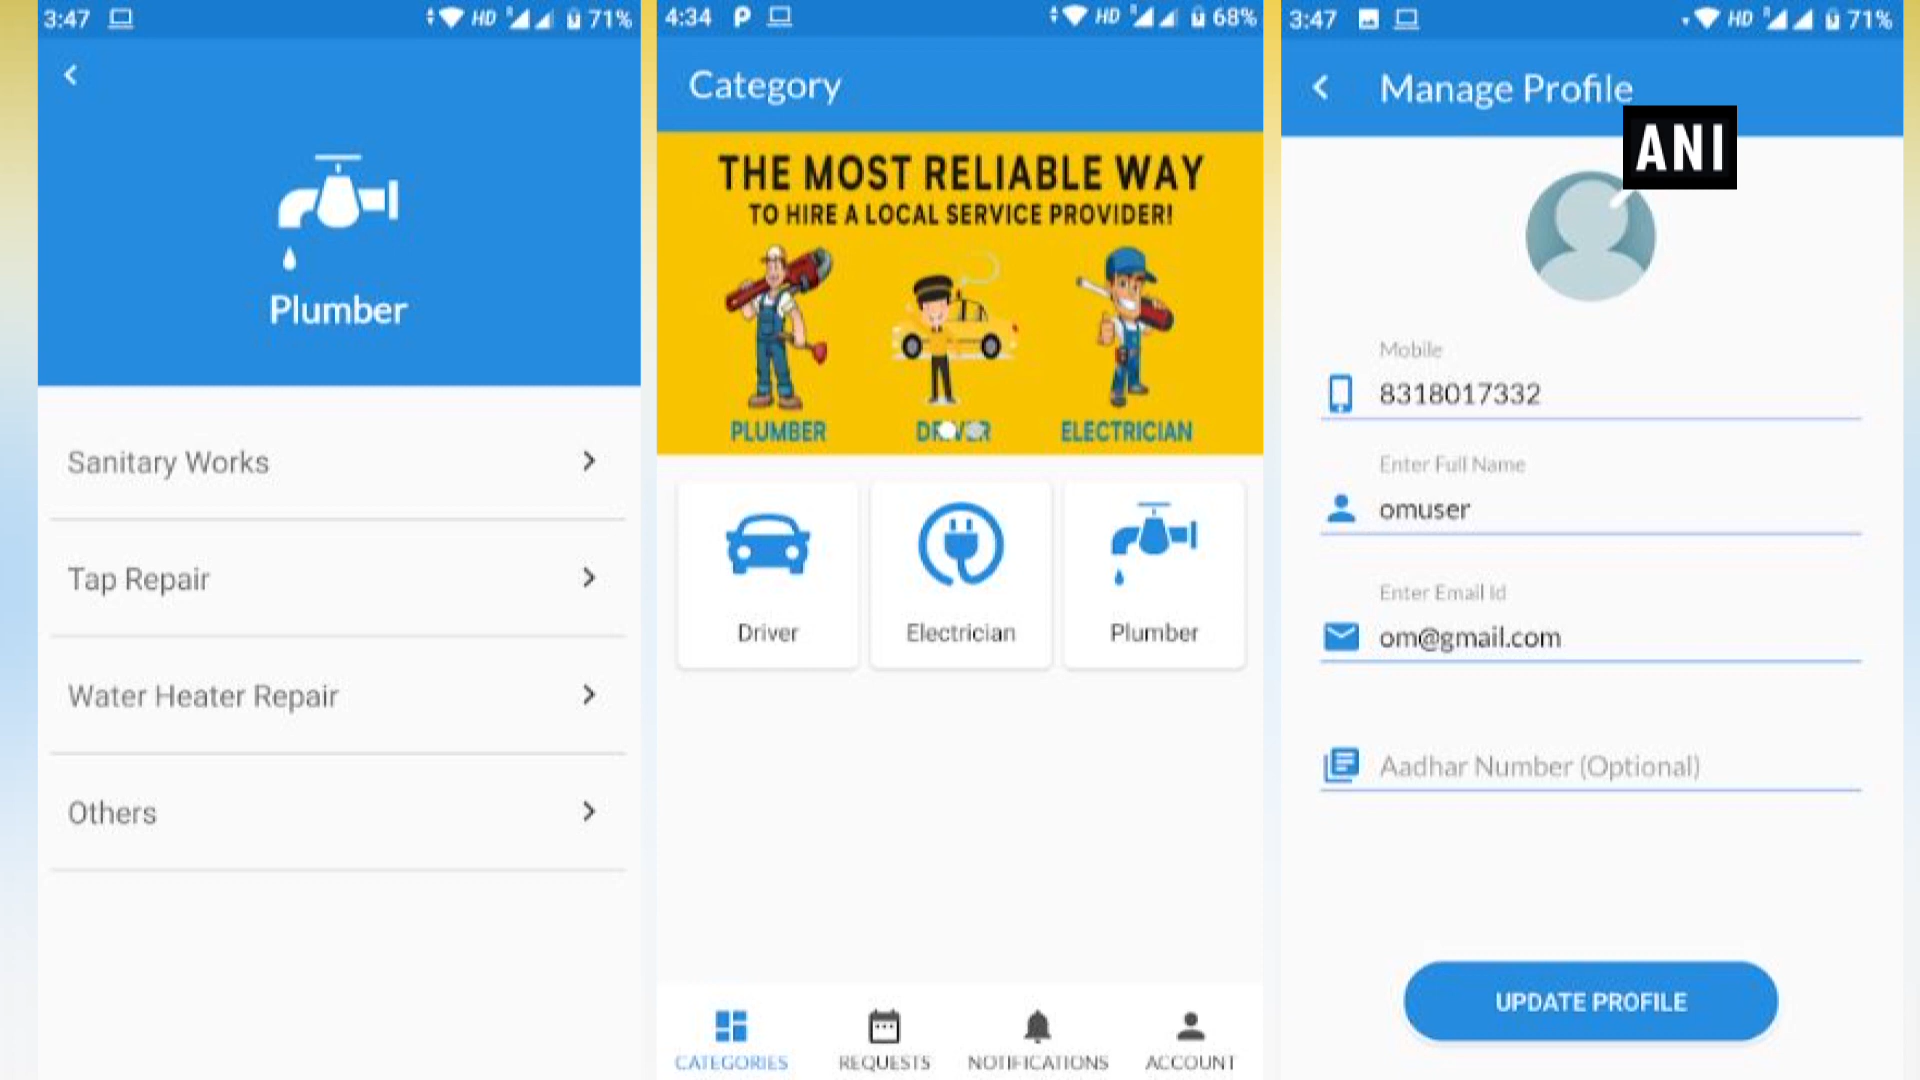 3:47 HD 71%
Plumber
Sanitary Works
Tap Repair
Water Heater Repair
Others
4:34 P HD 68%
Category
THE MOST RELIABLE WAY
TO HIRE A LOCAL SERVICE PROVIDER!
PLUMBER DRIVER ELECTRICIAN
Driver Electrician Plumber
CATEGORIES REQUESTS NOTIFICATIONS ACCOUNT
3:47 HD 71%
Manage Profile
ANI
Mobile
8318017332
Enter Full Name
omuser
Enter Email Id
om@gmail.com
Aadhar Number (Optional)
UPDATE PROFILE